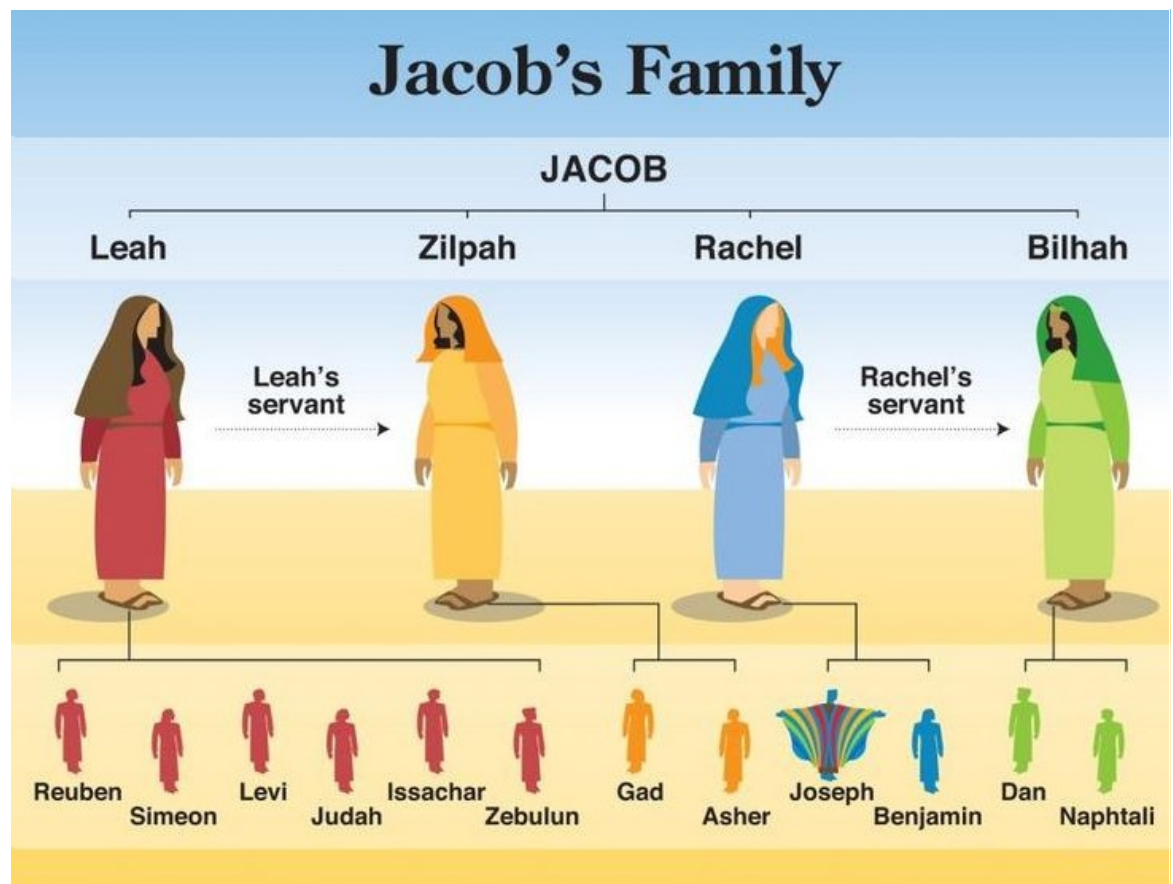 Jacob's Family
JACOB
Leah Zilpah Rachel Bilhah
Leah's
servant
Rachel's
servant
Reuben Simeon Levi Judah Issachar Zebulun Gad Asher Joseph Benjamin Dan Naphtali